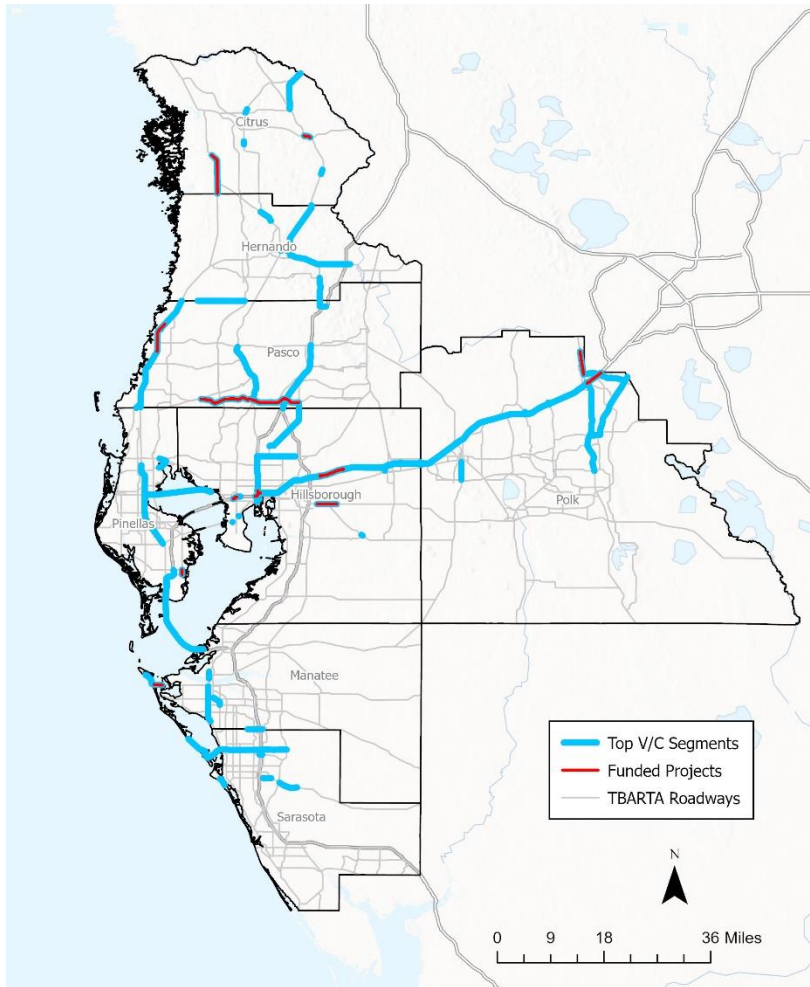 Citrus
Hernando
Pasco
Hillsborough
Pinellas
Polk
Manatee
Sarasota
Top V/C Segments
Funded Projects
TBARTA Roadways
N
0 9 18 36 Miles